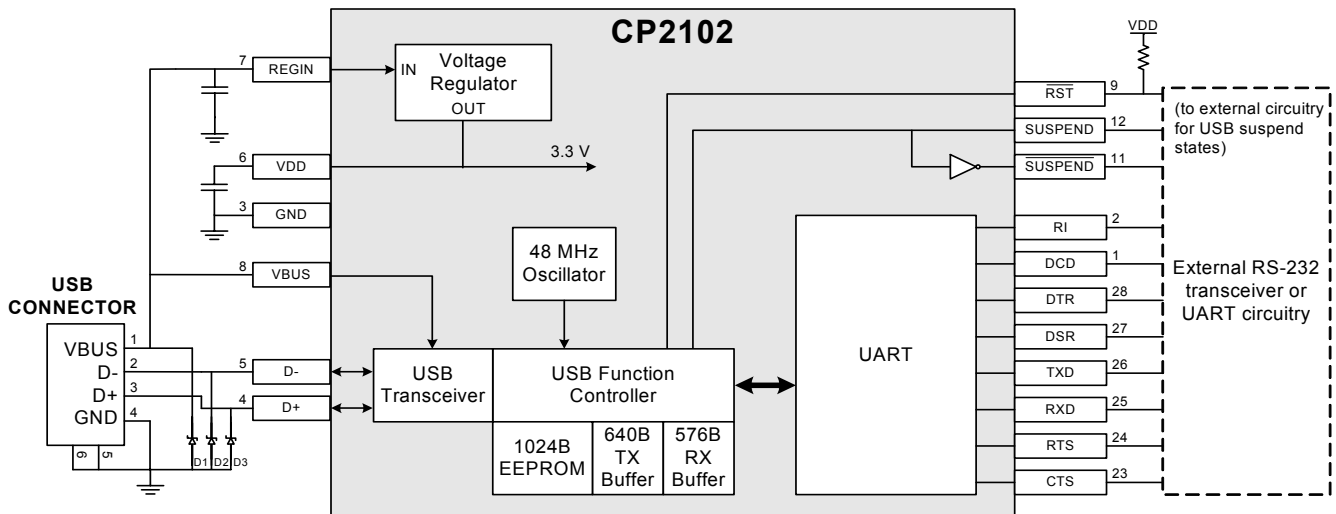 CP2102
7
REGIN
IN
Voltage
Regulator
OUT
6
VDD
3.3 V
3
GND
8
VBUS
48 MHz
Oscillator
USB
CONNECTOR
VBUS
D-
D+
GND
1
2
3
4
6
5
D1
D2
D3
5
D-
4
D+
USB
Transceiver
USB Function
Controller
1024B
EEPROM
640B
TX
Buffer
576B
RX
Buffer
UART
VDD
RST
9
SUSPEND
12
SUSPEND
11
RI
2
DCD
1
DTR
28
DSR
27
TXD
26
RXD
25
RTS
24
CTS
23
(to external circuitry
for USB suspend
states)
External RS-232
transceiver or
UART circuitry